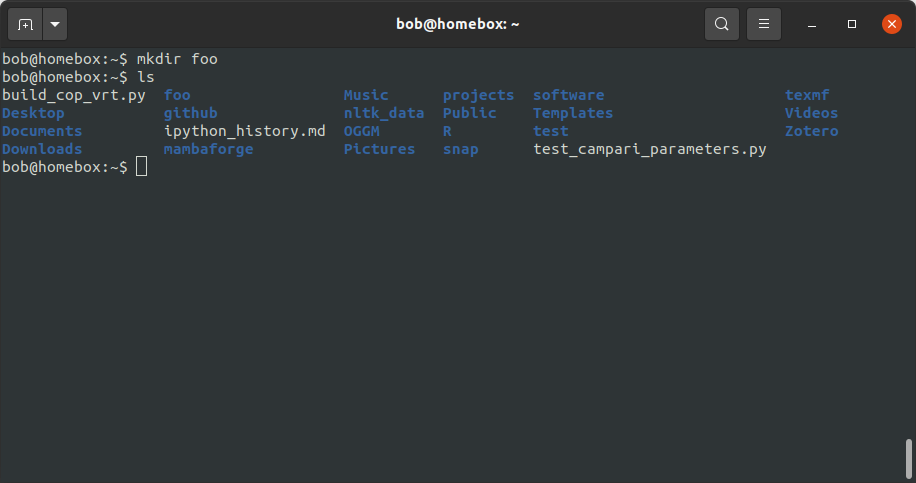 bob@homebox: ~
bob@homebox:~$ mkdir foo
bob@homebox:~$ ls
build_cop_vrt.py foo Music projects software texmf
Desktop github nltk_data Public Templates Videos
Documents ipython_history.md OGGM R test Zotero
Downloads mambaforge Pictures snap test_campari_parameters.py
bob@homebox:~$